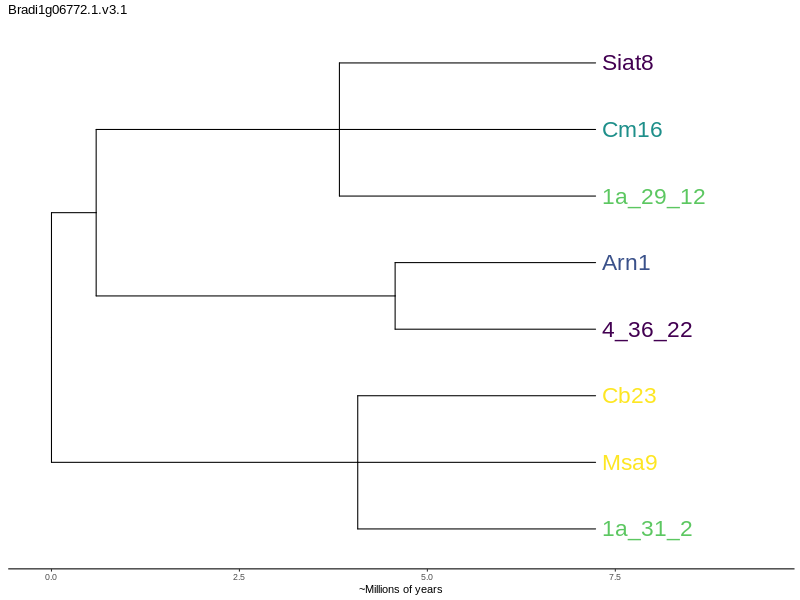 Bradi1g06772.1.v3.1
Siat8
Cm16
1a_29_12
Arn1
4_36_22
Cb23
Msa9
1a_31_2
0.0 2.5 5.0 7.5
~Millions of years